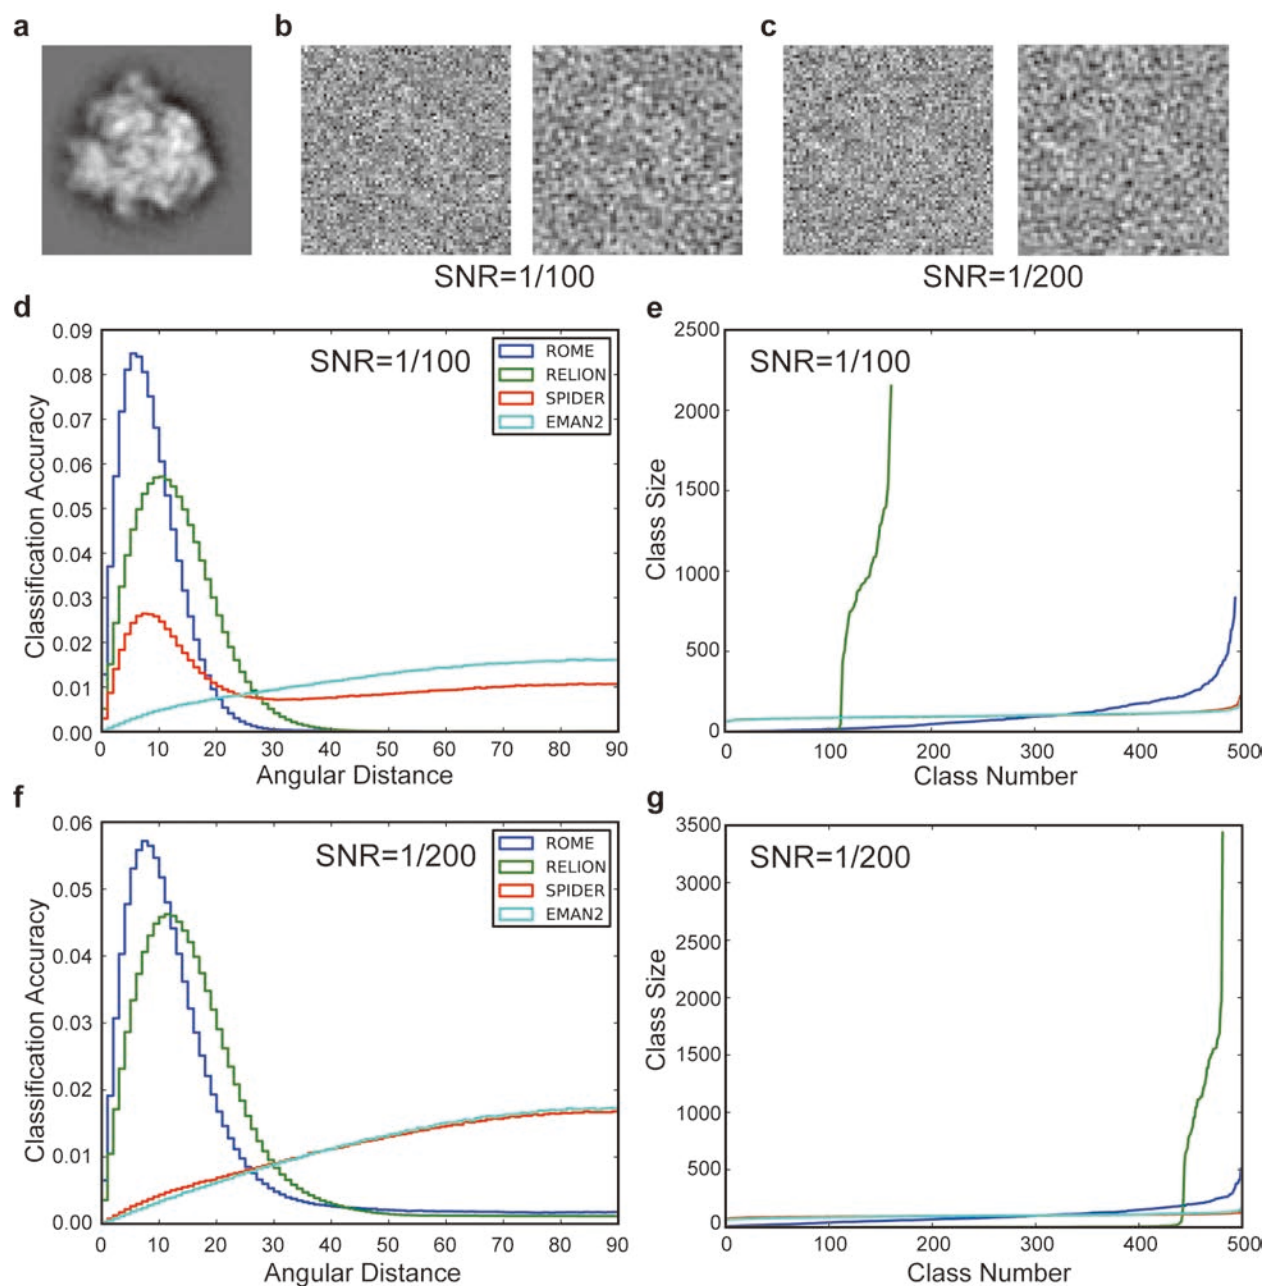 a
b
c
SNR=1/100
SNR=1/200
d
0.09
0.08
0.07
0.06
0.05
0.04
0.03
0.02
0.01
0.00
Classification Accuracy
SNR=1/100
ROME
RELION
SPIDER
EMAN2
0 10 20 30 40 50 60 70 80 90
Angular Distance
e
2500
2000
1500
1000
500
0
Class Size
SNR=1/100
0 100 200 300 400 500
Class Number
f
0.06
0.05
0.04
0.03
0.02
0.01
0.00
Classification Accuracy
SNR=1/200
ROME
RELION
SPIDER
EMAN2
0 10 20 30 40 50 60 70 80 90
Angular Distance
g
3500
3000
2500
2000
1500
1000
500
0
Class Size
SNR=1/200
0 100 200 300 400 500
Class Number